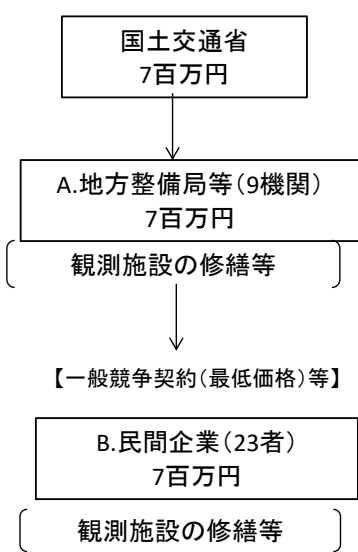 国土交通省
7百万円
A.地方整備局等（9機関）
7百万円
観測施設の修繕等
【一般競争契約（最低価格）等】
B.民間企業（23者）
7百万円
観測施設の修繕等